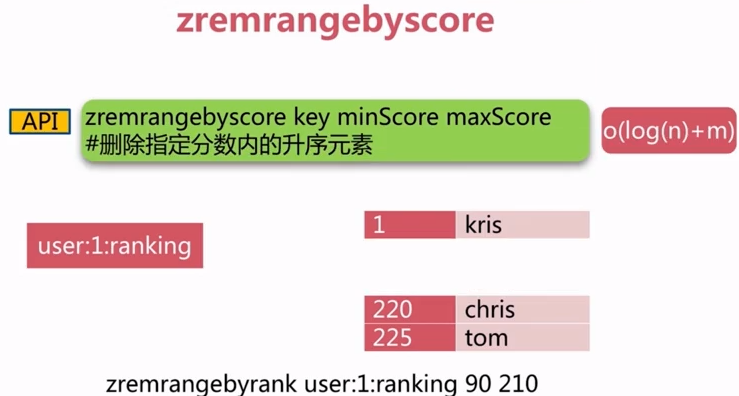 zremrangebyscore
API
zremrangebyscore key minScore maxScore
#删除指定分数内的升序元素
o(log(n)+m)
user:1:ranking
1 kris
220 chris
225 tom
zremrangebyrank user:1:ranking 90 210